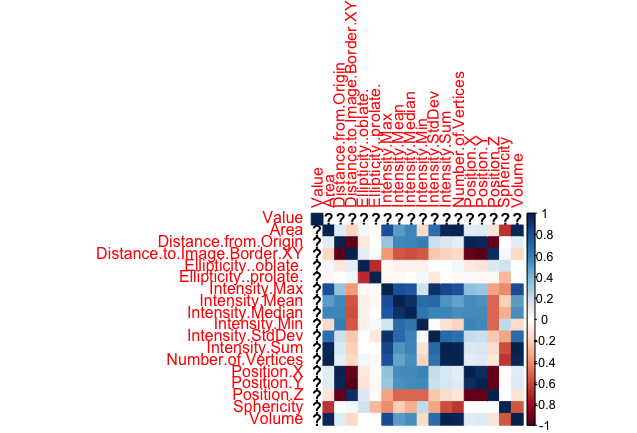 Value
Area
Distance.from.Origin
Distance.to.Image.Border.XY
Ellipticity..oblate.
Ellipticity..prolate.
Intensity.Max
Intensity.Mean
Intensity.Median
Intensity.Min
Intensity.StdDev
Intensity.Sum
Number.of.Vertices
Position.X
Position.Y
Position.Z
Sphericity
Volume
Value ? ? ? ? ? ? ? ? ? ? ? ? ? ? ? ? ?
Area ?
Distance.from.Origin ?
Distance.to.Image.Border.XY ?
Ellipticity..oblate. ?
Ellipticity..prolate. ?
Intensity.Max ?
Intensity.Mean ?
Intensity.Median ?
Intensity.Min ?
Intensity.StdDev ?
Intensity.Sum ?
Number.of.Vertices ?
Position.X ?
Position.Y ?
Position.Z ?
Sphericity ?
Volume ?
1
0.8
0.6
0.4
0.2
0
-0.2
-0.4
-0.6
-0.8
-1